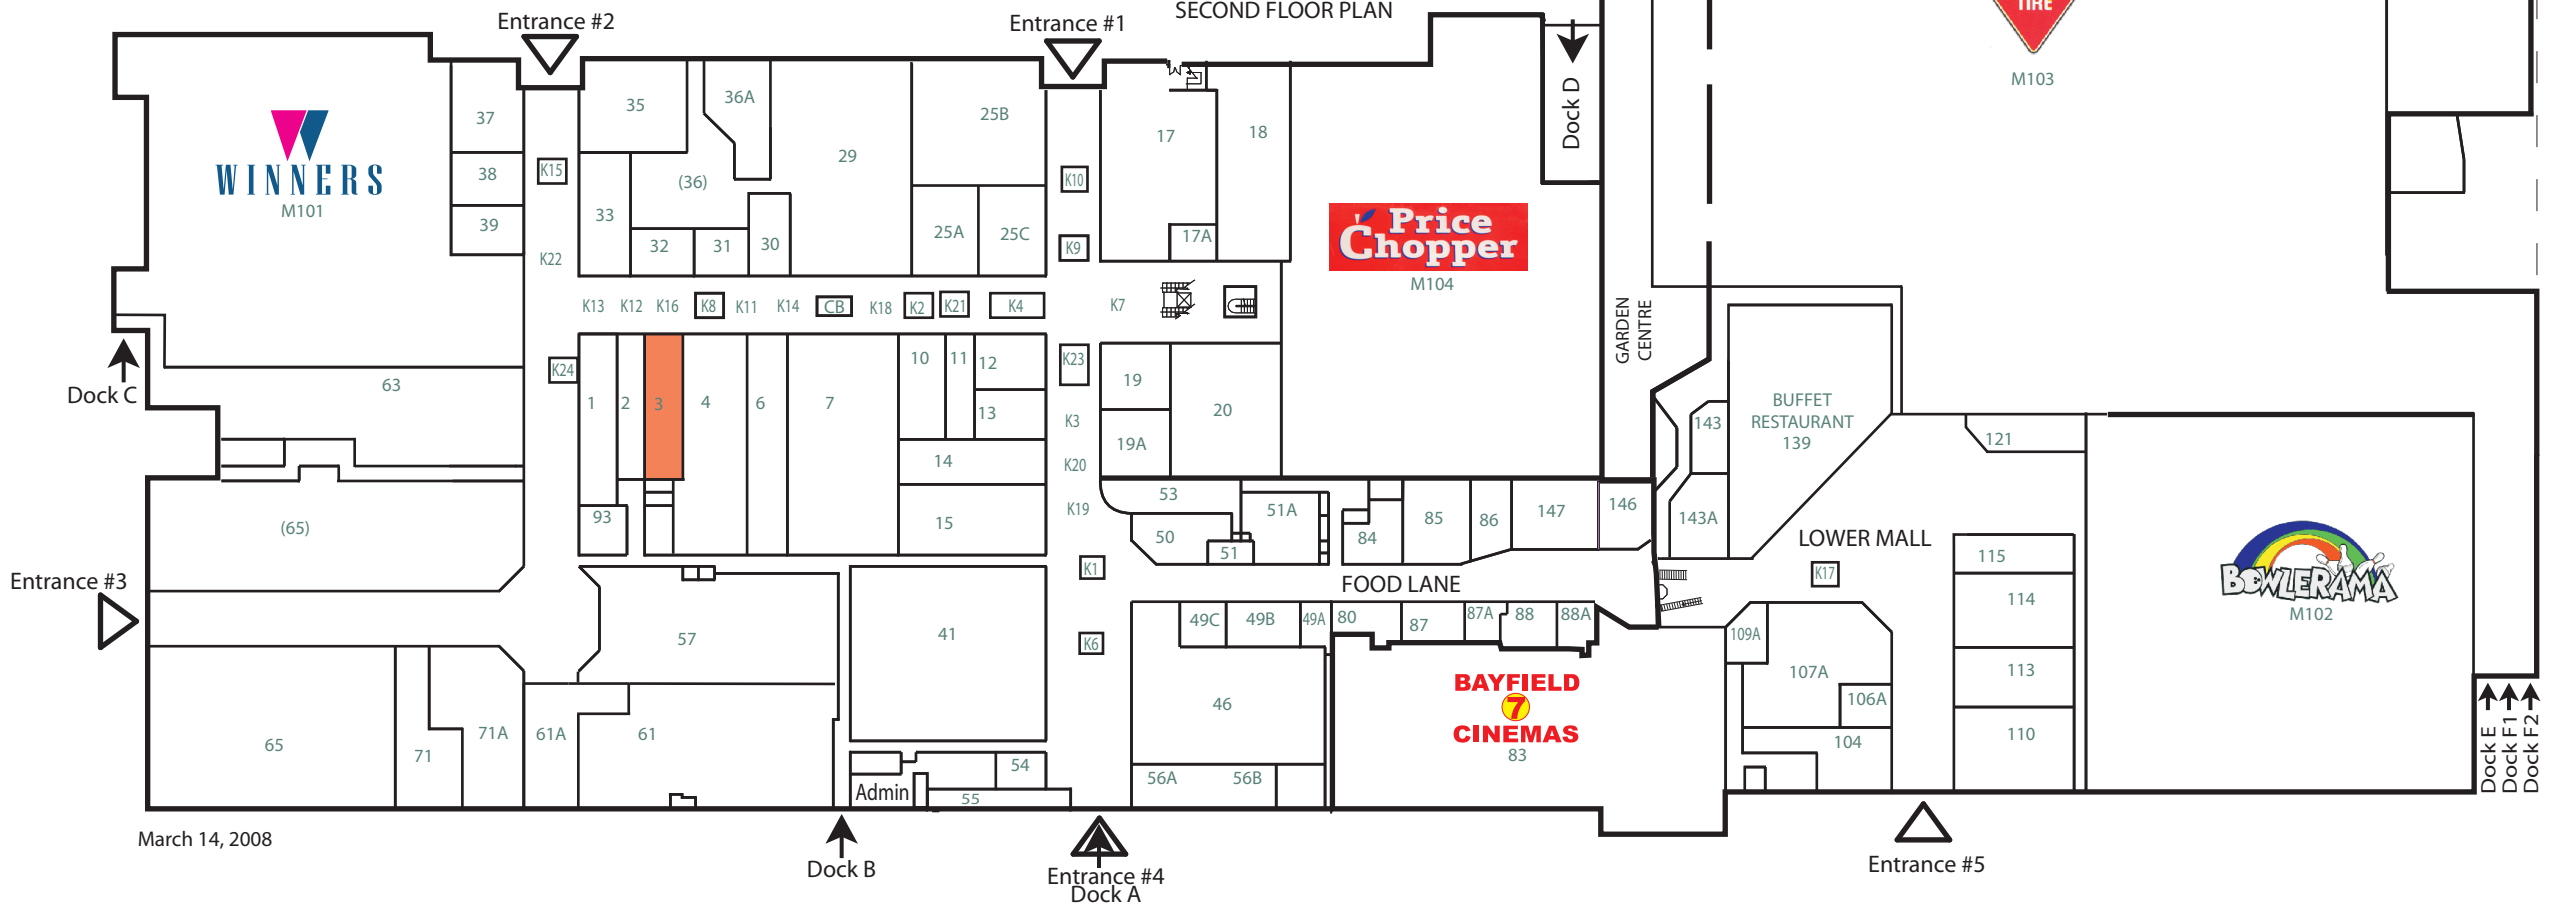 SECOND FLOOR PLAN
Entrance #2
Entrance #1
TIRE
M103
Dock D
WINNERS
M101
37
38
39
K15
K22
35
36A
(36)
33
32
31
30
29
25B
25A
25C
K10
K9
17
17A
18
Price
Chopper
M104
GARDEN
CENTRE
K13
K12
K16
K8
K11
K14
CB
K18
K2
K21
K4
K7
Dock C
63
K24
1
2
3
4
6
7
10
11
12
13
14
15
93
K23
K3
K20
K19
19
19A
20
53
50
51
51A
84
85
86
147
146
143
143A
BUFFET
RESTAURANT
139
121
LOWER MALL
K17
115
114
113
110
BOWLERAMA
M102
(65)
Entrance #3
K1
K6
FOOD LANE
57
41
49C
49B
49A
80
87
87A
88
88A
109A
107A
106A
104
65
71
71A
61A
61
46
56A
56B
54
55
Admin
BAYFIELD
7
CINEMAS
83
Dock E
Dock F1
Dock F2
March 14, 2008
Dock B
Entrance #4
Dock A
Entrance #5